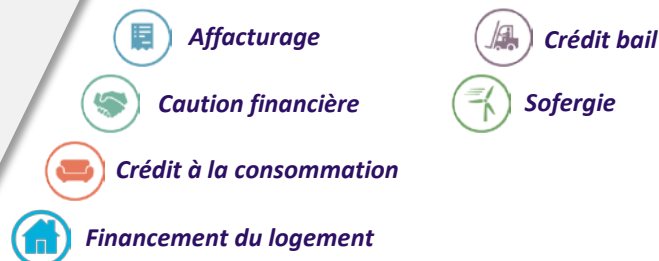 Affacturage
Crédit bail
Caution financière
Sofergie
Crédit à la consommation
Financement du logement